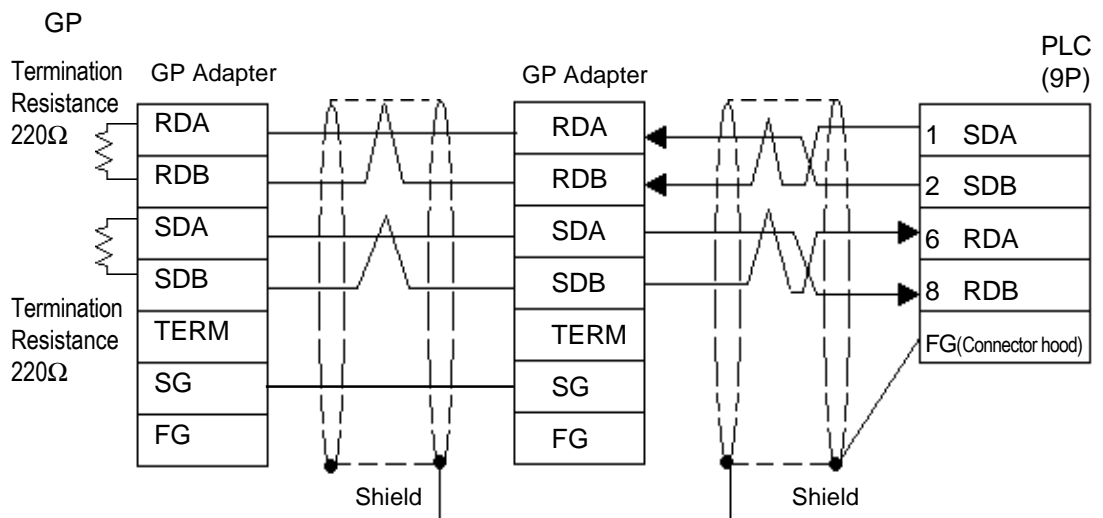 GP
PLC
(9P)
Termination
Resistance
220Ω
GP Adapter
GP Adapter
RDA
RDB
SDA
SDB
TERM
SG
FG
RDA
RDB
SDA
SDB
TERM
SG
FG
1 SDA
2 SDB
6 RDA
8 RDB
FG(Connector hood)
Termination
Resistance
220Ω
Shield
Shield